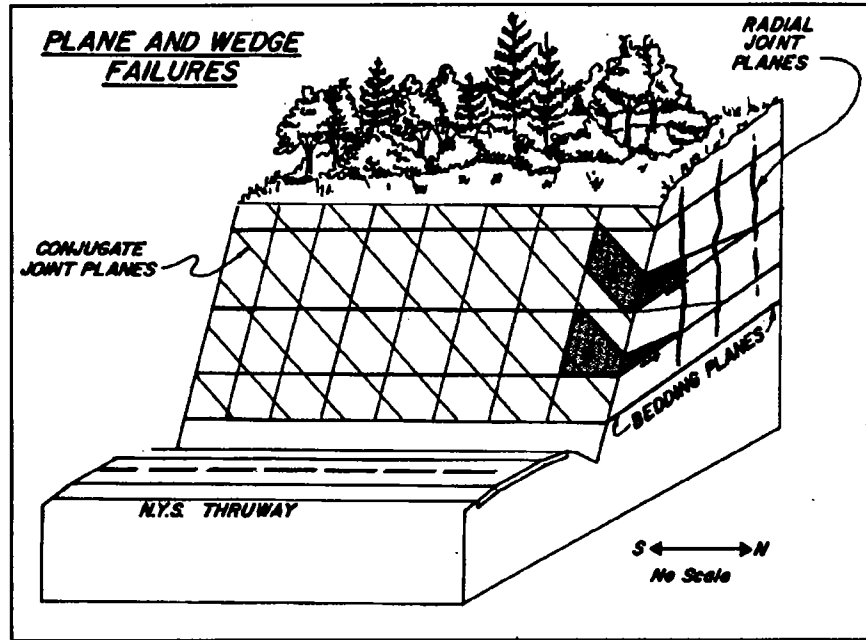 PLANE AND WEDGE
FAILURES
RADIAL
JOINT
PLANES
CONJUGATE
JOINT PLANES
BEDDING PLANES
N.Y.S. THRUWAY
S N
No Scale